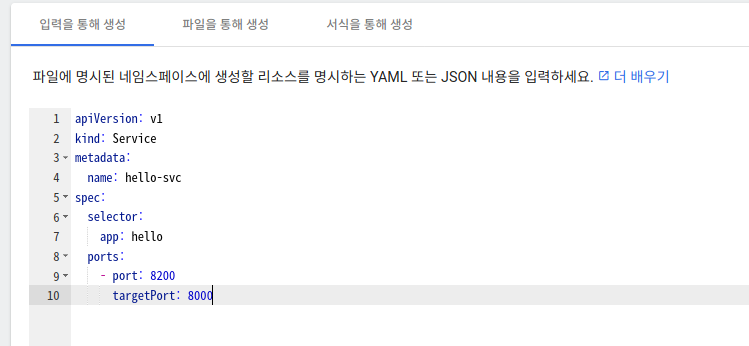 입력을 통해 생성 파일을 통해 생성 서식을 통해 생성
파일에 명시된 네임스페이스에 생성할 리소스를 명시하는 YAML 또는 JSON 내용을 입력하세요. 더 배우기
1 apiVersion: v1
2 kind: Service
3 metadata:
4   name: hello-svc
5 spec:
6   selector:
7     app: hello
8   ports:
9     - port: 8200
10       targetPort: 8000